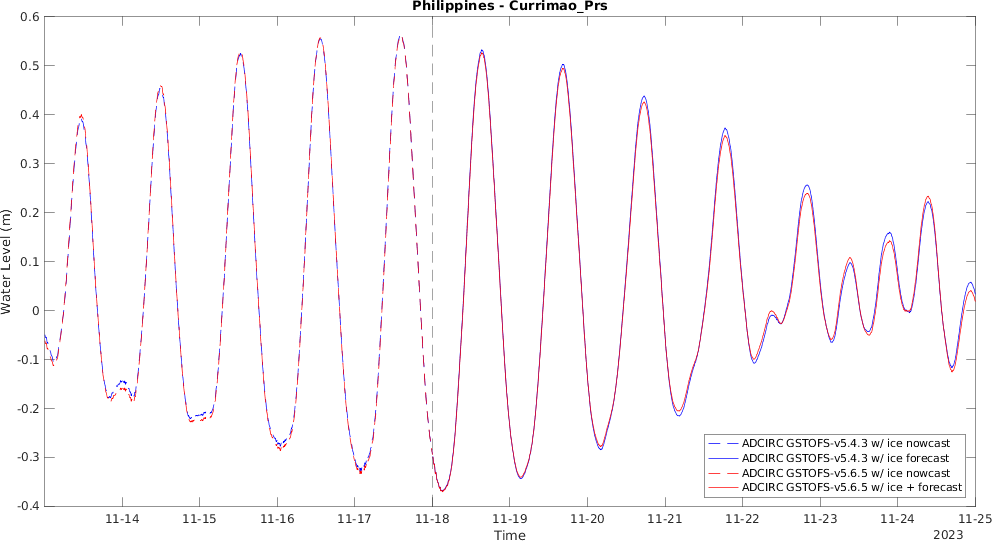 Philippines - Currimao_Prs
0.6
0.5
0.4
0.3
0.2
0.1
0
-0.1
-0.2
-0.3
-0.4
Water Level (m)
ADCIRC GSTOFS-v5.4.3 w/ ice nowcast
ADCIRC GSTOFS-v5.4.3 w/ ice forecast
ADCIRC GSTOFS-v5.6.5 w/ ice nowcast
ADCIRC GSTOFS-v5.6.5 w/ ice + forecast
11-14 11-15 11-16 11-17 11-18 11-19 11-20 11-21 11-22 11-23 11-24 11-25
Time
2023